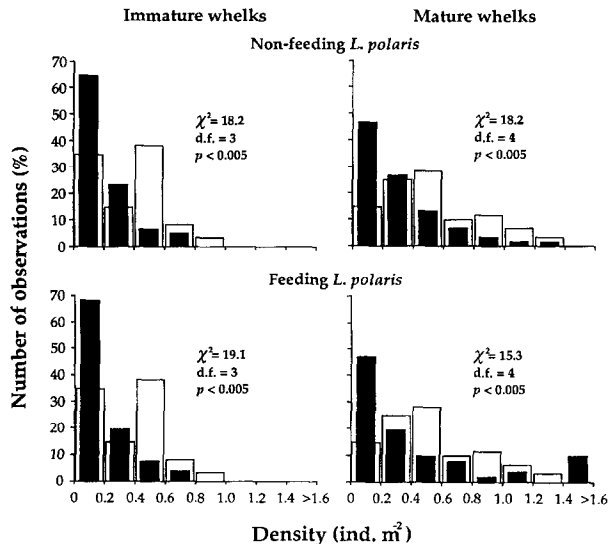 Immature whelks Mature whelks
Non-feeding L. polaris
Number of observations (%)
70
60
50
40
30
20
10
0
χ²= 18.2
d.f. = 3
p < 0.005
χ²= 18.2
d.f. = 4
p < 0.005
Feeding L. polaris
70
60
50
40
30
20
10
0
χ²= 19.1
d.f. = 3
p < 0.005
χ²= 15.3
d.f. = 4
p < 0.005
0 0.2 0.4 0.6 0.8 1.0 1.2 1.4 >1.6
0 0.2 0.4 0.6 0.8 1.0 1.2 1.4 >1.6
Density (ind. m⁻²)